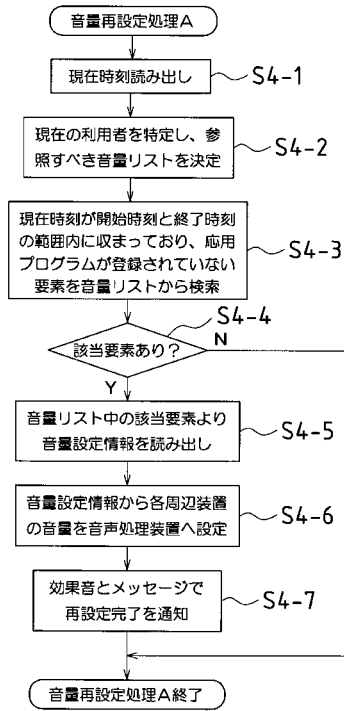 音量再設定処理A
現在時刻読み出し
S4-1
現在の利用者を特定し、参
照すべき音量リストを決定
S4-2
現在時刻が開始時刻と終了時刻
の範囲内に収まっており、応用
プログラムが登録されていない
要素を音量リストから検索
S4-3
S4-4
該当要素あり?
N
Y
音量リスト中の該当要素より
音量設定情報を読み出し
S4-5
音量設定情報から各周辺装置
の音量を音声処理装置へ設定
S4-6
効果音とメッセージで
再設定完了を通知
S4-7
音量再設定処理A終了